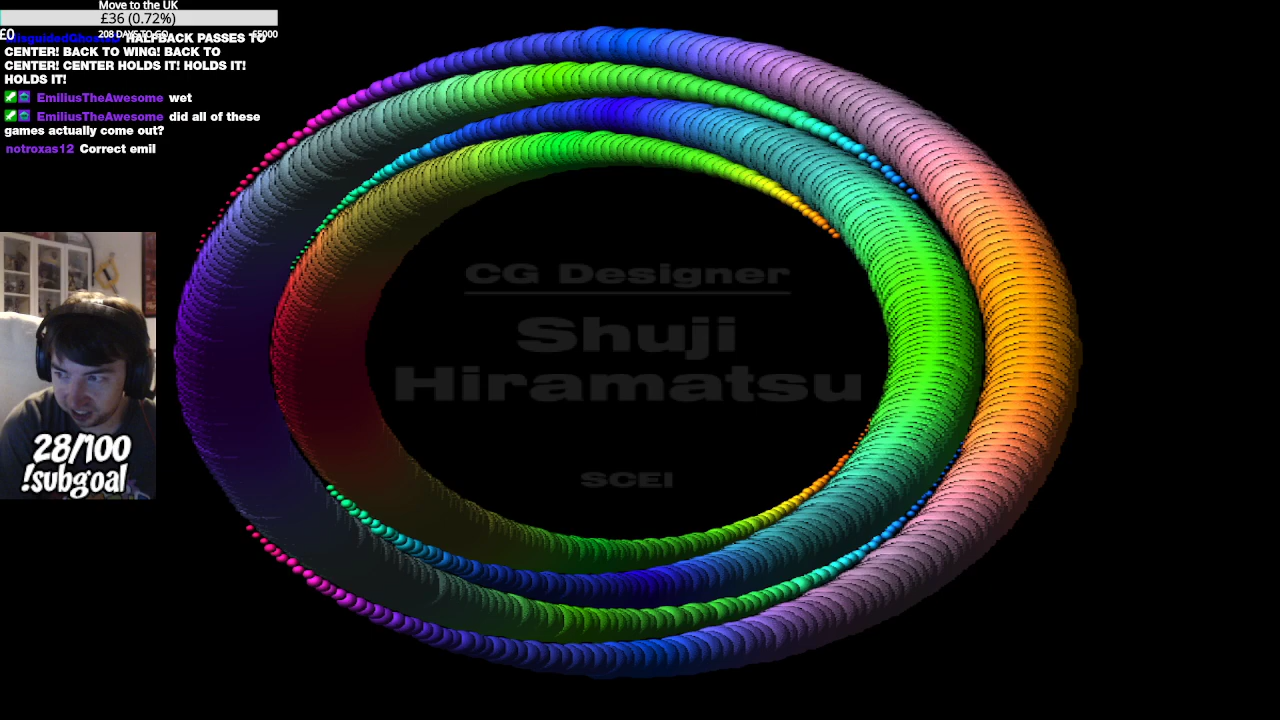 Move to the UK
£36 (0.72%)
£0
208 DAYS TO GO
£5000
HALFBACK PASSES TO
CENTER! BACK TO WING! BACK TO
CENTER! CENTER HOLDS IT! HOLDS IT!
HOLDS IT!
EmiliusTheAwesome wet
EmiliusTheAwesome did all of these
games actually come out?
notroxas12 Correct emil
CG Designer
Shuji
Hiramatsu
SCEI
28/100
!subgoal